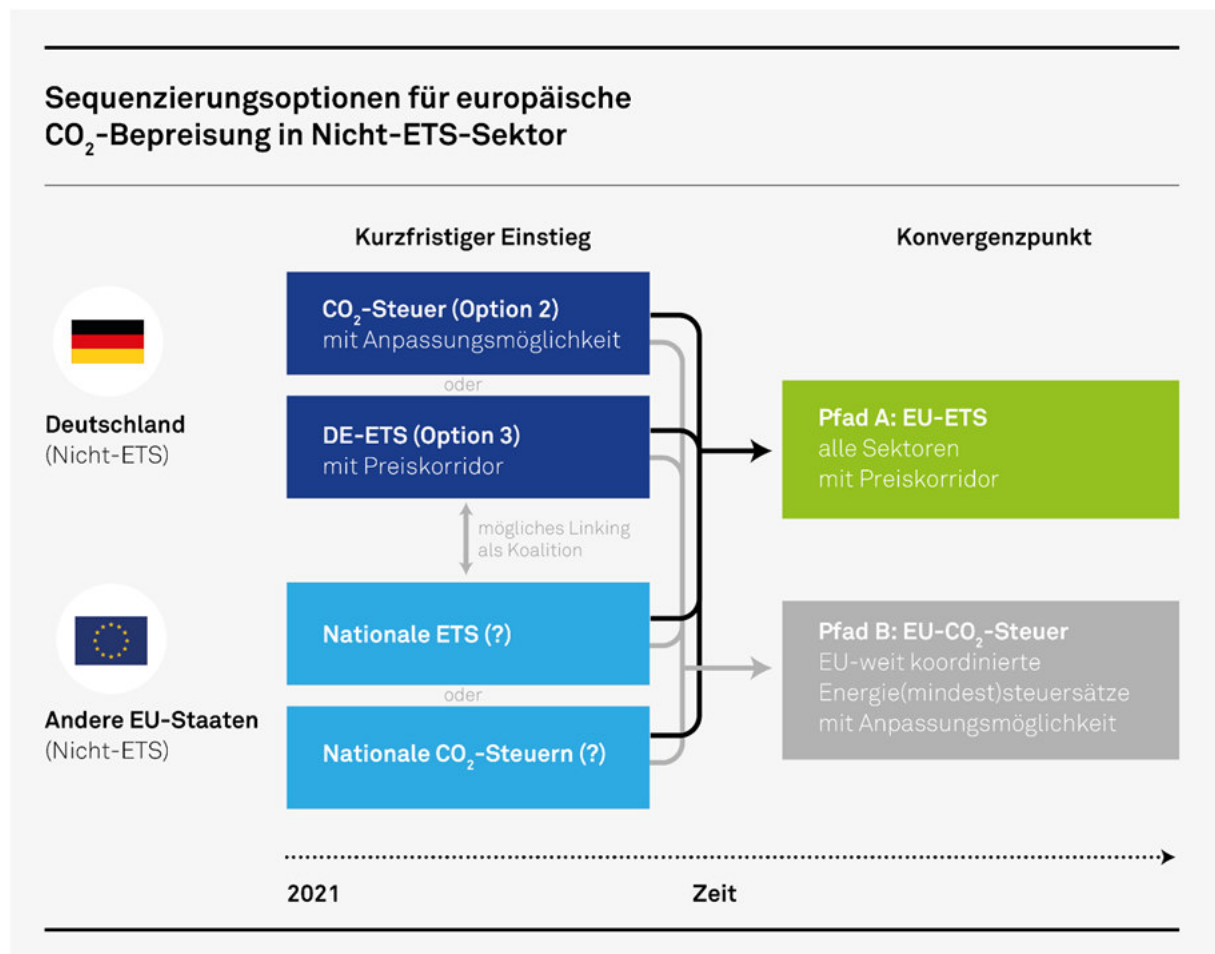 Sequenzierungsoptionen für europäische
CO₂-Bepreisung in Nicht-ETS-Sektor
Kurzfristiger Einstieg
Konvergenzpunkt
Deutschland
(Nicht-ETS)
CO₂-Steuer (Option 2)
mit Anpassungsmöglichkeit
oder
DE-ETS (Option 3)
mit Preiskorridor
mögliches Linking
als Koalition
Andere EU-Staaten
(Nicht-ETS)
Nationale ETS (?)
oder
Nationale CO₂-Steuern (?)
Pfad A: EU-ETS
alle Sektoren
mit Preiskorridor
Pfad B: EU-CO₂-Steuer
EU-weit koordinierte
Energie(mindest)steuersätze
mit Anpassungsmöglichkeit
2021
Zeit